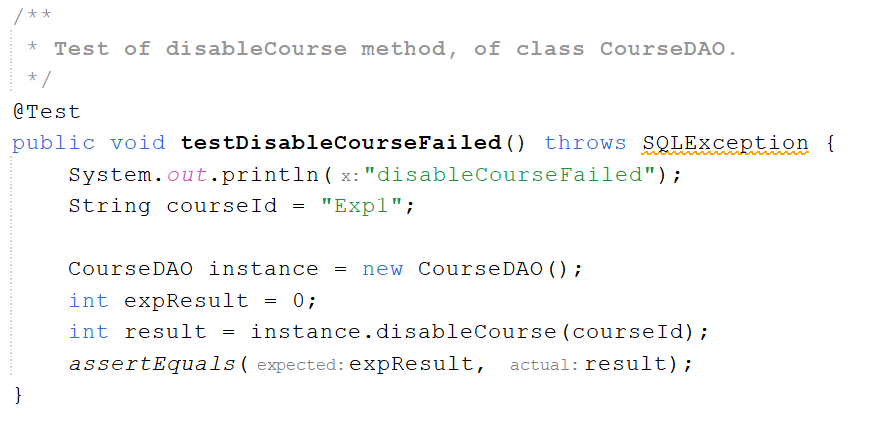 /**
 * Test of disableCourse method, of class CourseDAO.
 */
@Test
public void testDisableCourseFailed() throws SQLException {
    System.out.println( x: "disableCourseFailed");
    String courseId = "Exp1";

    CourseDAO instance = new CourseDAO();
    int expResult = 0;
    int result = instance.disableCourse(courseId);
    assertEquals( expected: expResult, actual: result);
}